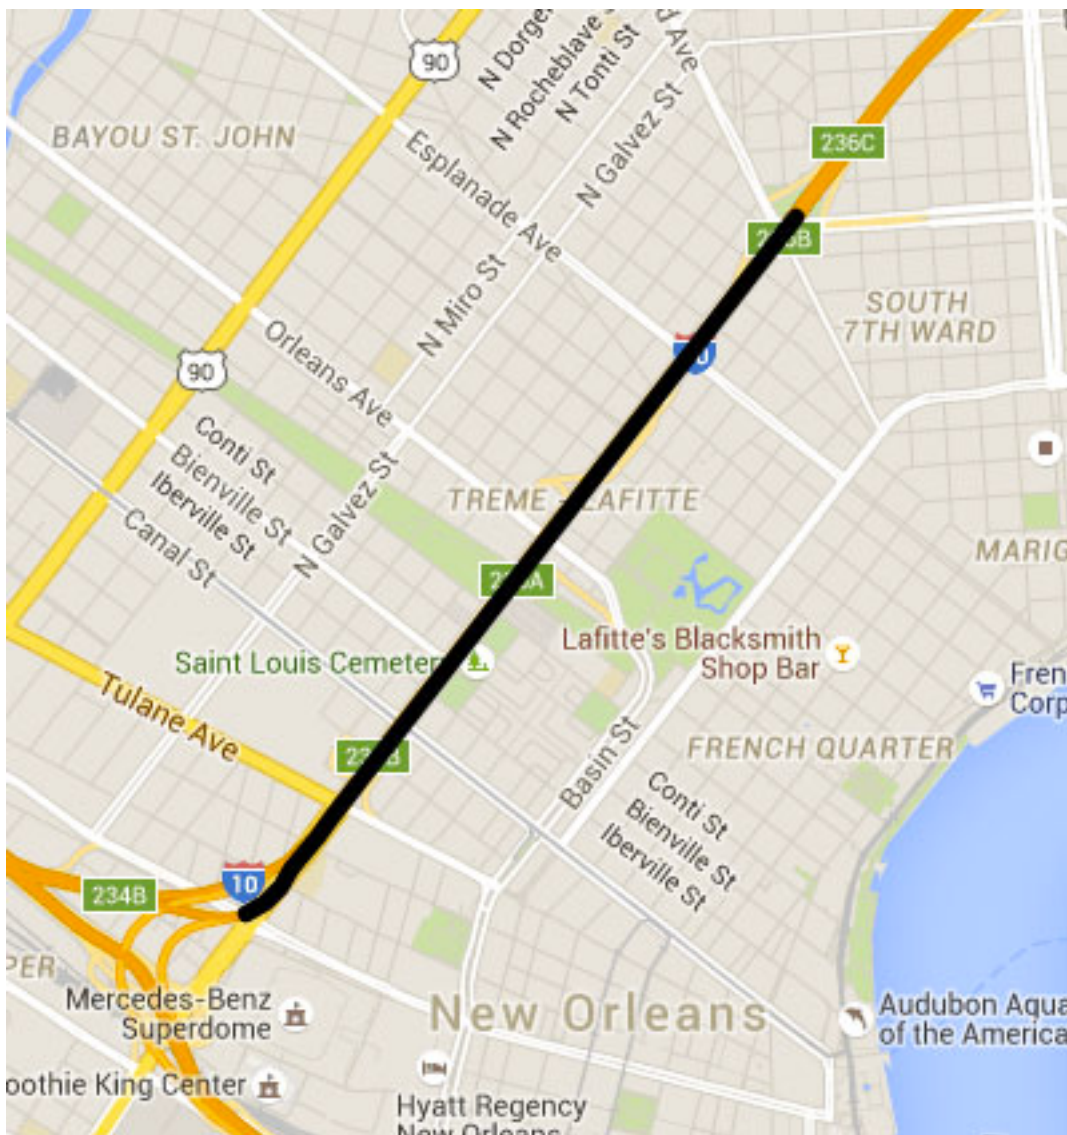 90
N Dorge
N Rocheblave S
N Tonti St
d Ave
236C
BAYOU ST. JOHN
Esplanade Ave
N Galvez St
SOUTH
7TH WARD
N Miro St
Orleans Ave
90
Conti St
Bienville St
Iberville St
Canal St
N Galvez St
TREME - LAFITTE
MARIG
Lafitte's Blacksmith
Shop Bar
Saint Louis Cemeter
Fren
Corp
Tulane Ave
FRENCH QUARTER
Basin St
Conti St
Bienville St
Iberville St
10
234B
PER
Mercedes-Benz
Superdome
New Orleans
Audubon Aqua
of the America
oothie King Center
Hyatt Regency
New Orleans